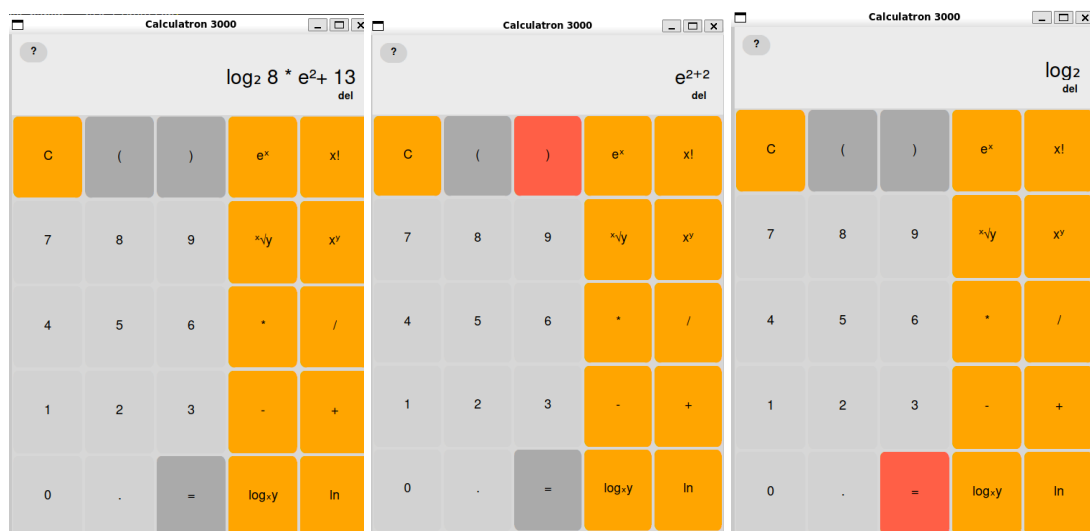 Calculatron 3000
?
log₂ 8 * e²+ 13
del
C ( ) eˣ x!
7 8 9 ˣ√y xʸ
4 5 6 * /
1 2 3 - +
0 . = logₓy ln
Calculatron 3000
?
e²⁺²
del
C ( ) eˣ x!
7 8 9 ˣ√y xʸ
4 5 6 * /
1 2 3 - +
0 . = logₓy ln
Calculatron 3000
?
log₂
del
C ( ) eˣ x!
7 8 9 ˣ√y xʸ
4 5 6 * /
1 2 3 - +
0 . = logₓy ln